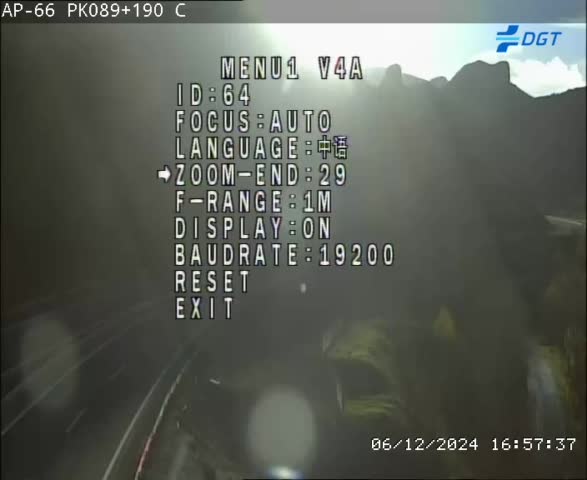 AP-66 PK089+190 C
DGT
MENU1 V4A
ID:64
FOCUS:AUTO
LANGUAGE:中语
ZOOM-END:29
F-RANGE:1M
DISPLAY:ON
BAUDRATE:19200
RESET
EXIT
06/12/2024 16:57:37